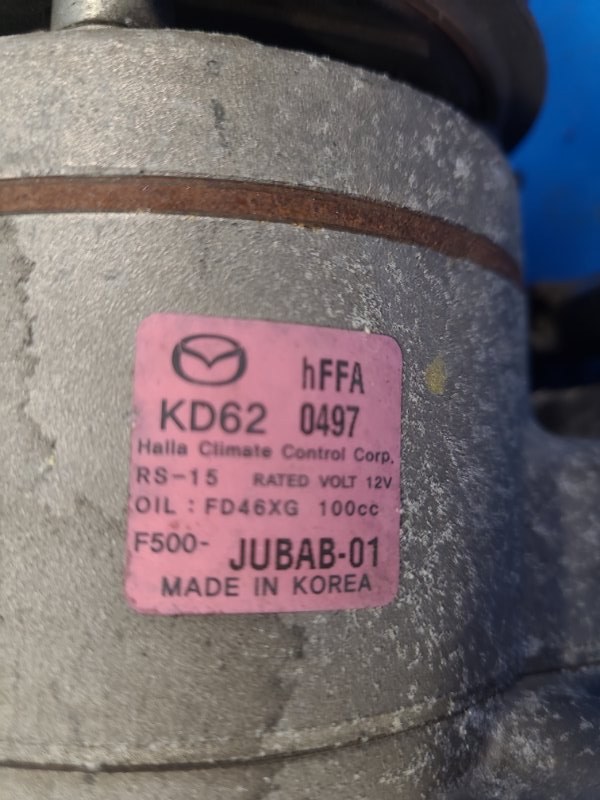 hFFA
KD62 0497
Halla Climate Control Corp.
RS-15 RATED VOLT 12V
OIL : FD46XG 100cc
F500- JUBAB-01
MADE IN KOREA